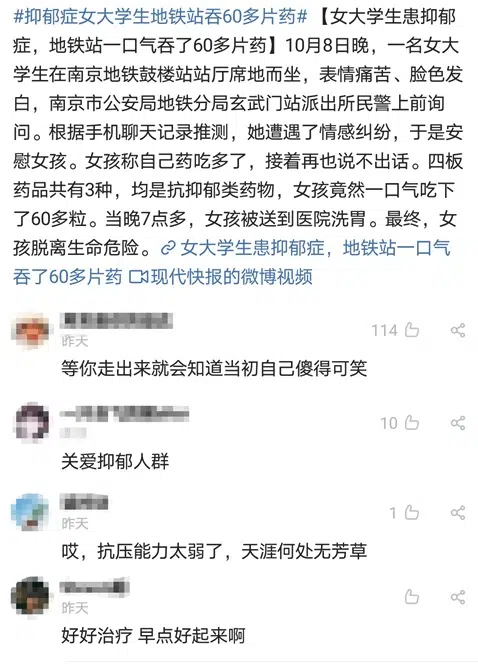 #抑郁症女大学生地铁站吞60多片药# 【女大学生患抑郁
症，地铁站一口气吞了60多片药】10月8日晚，一名女大
学生在南京地铁鼓楼站站厅席地而坐，表情痛苦、脸色发
白，南京市公安局地铁分局玄武门站派出所民警上前询
问。根据手机聊天记录推测，她遭遇了情感纠纷，于是安
慰女孩。女孩称自己药吃多了，接着再也说不出话。四板
药品共有3种，均是抗抑郁类药物，女孩竟然一口气吃下
了60多粒。当晚7点多，女孩被送到医院洗胃。最终，女
孩脱离生命危险。女大学生患抑郁症，地铁站一口气
吞了60多片药 现代快报的微博视频
114
昨天
等你走出来就会知道当初自己傻得可笑
10
关爱抑郁人群
1
昨天
哎，抗压能力太弱了，天涯何处无芳草
昨天
好好治疗 早点好起来啊